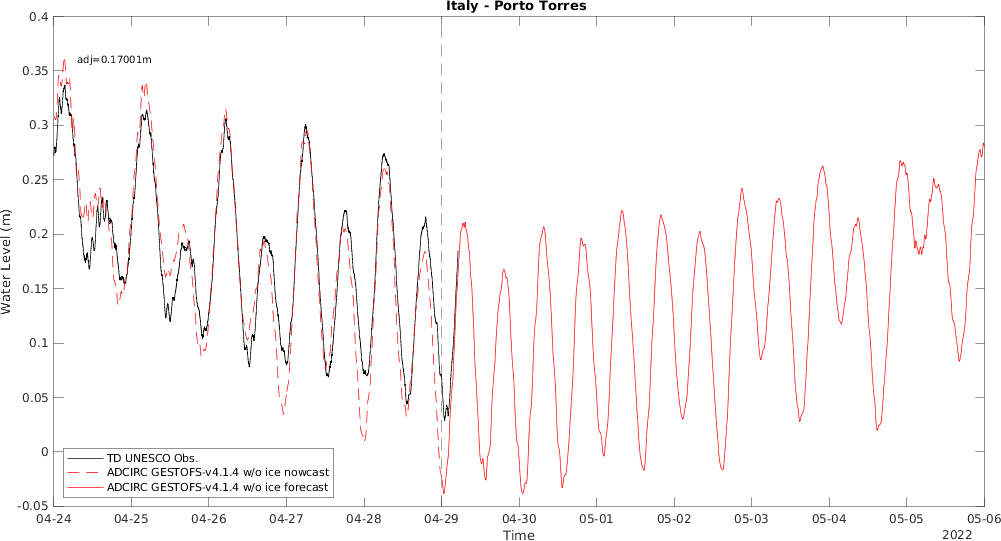 Italy - Porto Torres
0.4
0.35
0.3
0.25
0.2
0.15
0.1
0.05
0
-0.05
Water Level (m)
adj=0.17001m
TD UNESCO Obs.
ADCIRC GESTOFS-v4.1.4 w/o ice nowcast
ADCIRC GESTOFS-v4.1.4 w/o ice forecast
04-24 04-25 04-26 04-27 04-28 04-29 04-30 05-01 05-02 05-03 05-04 05-05 05-06
Time
2022